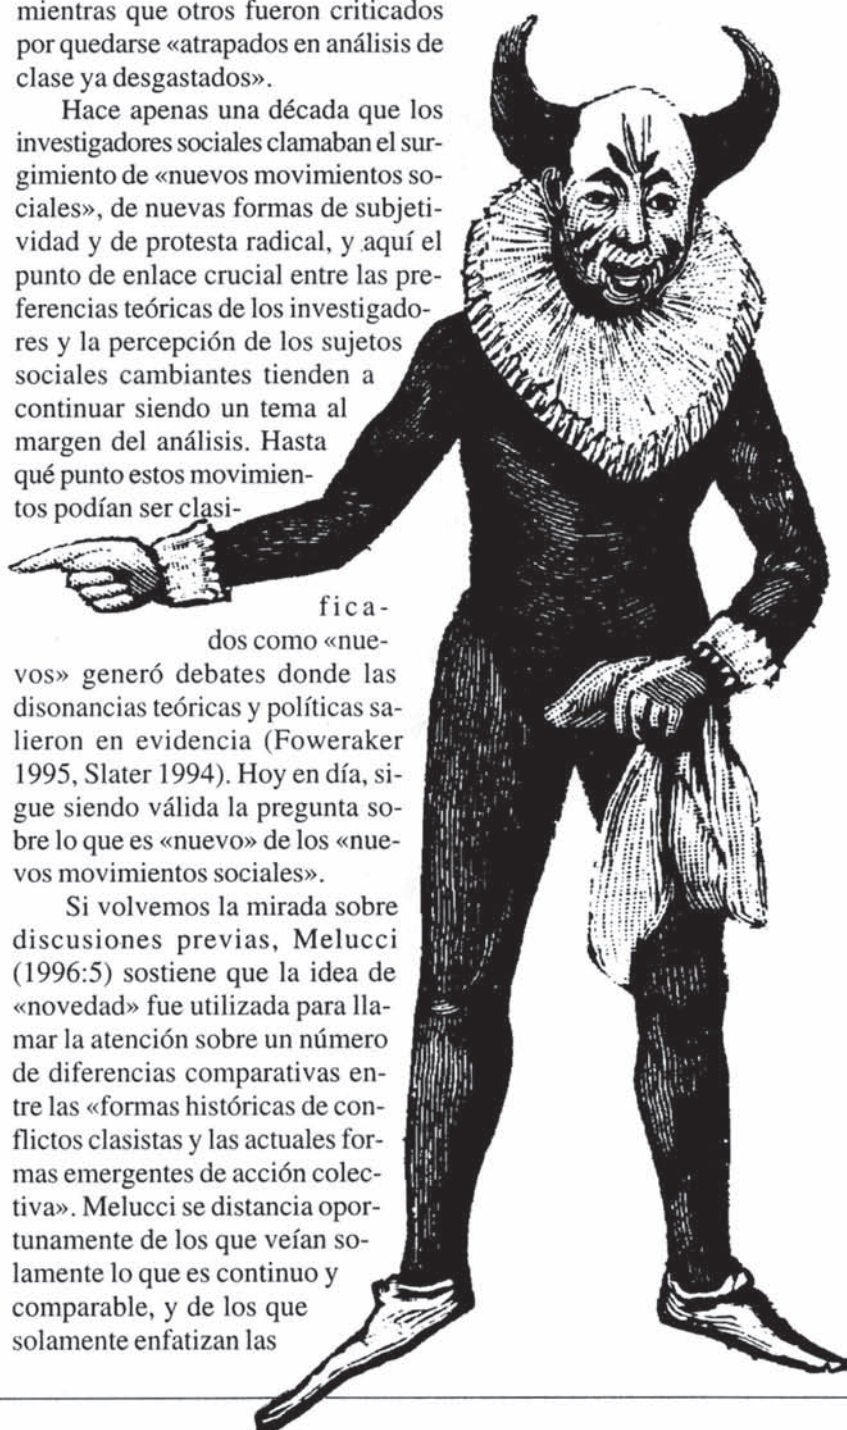 mientras que otros fueron criticados
por quedarse «atrapados en análisis de
clase ya desgastados».
Hace apenas una década que los
investigadores sociales clamaban el sur-
gimiento de «nuevos movimientos so-
ciales», de nuevas formas de subjeti-
vidad y de protesta radical, y aquí el
punto de enlace crucial entre las pre-
ferencias teóricas de los investigado-
res y la percepción de los sujetos
sociales cambiantes tienden a
continuar siendo un tema al
margen del análisis. Hasta
qué punto estos movimien-
tos podían ser clasi-
fica-
dos como «nue-
vos» generó debates donde las
disonancias teóricas y políticas sa-
lieron en evidencia (Foweraker
1995, Slater 1994). Hoy en día, si-
gue siendo válida la pregunta so-
bre lo que es «nuevo» de los «nue-
vos movimientos sociales».
Si volvemos la mirada sobre
discusiones previas, Melucci
(1996:5) sostiene que la idea de
«novedad» fue utilizada para lla-
mar la atención sobre un número
de diferencias comparativas en-
tre las «formas históricas de con-
flictos clasistas y las actuales for-
mas emergentes de acción colec-
tiva». Melucci se distancia opor-
tunamente de los que veían so-
lamente lo que es continuo y
comparable, y de los que
solamente enfatizan las